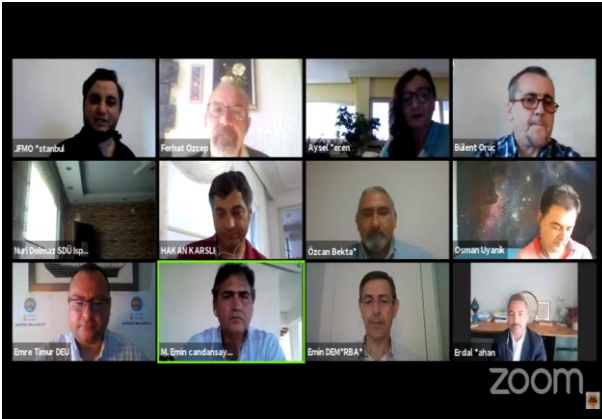 JFMO *stanbul
Ferhat Özçep
Aysel *eren
Bülent Oruç
Nuri Dolmaz SDÜ Isp...
HAKAN KARSLI
Özcan Bekta*
Osman Uyanik
Emre Timur DEU
M. Emin candansay...
Emin DEM*RBA*
Erdal *ahan
zoom